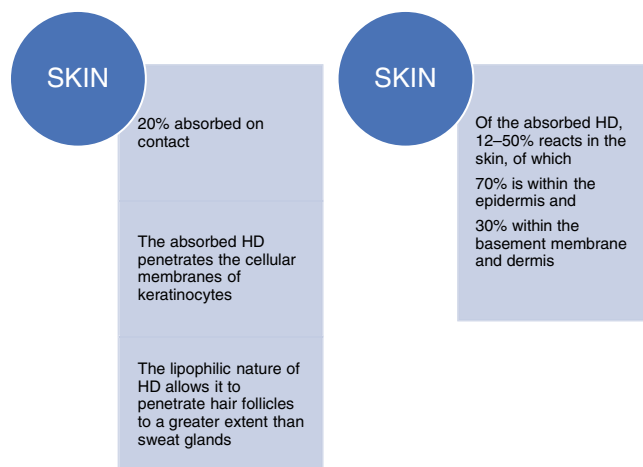 SKIN
20% absorbed on
contact
The absorbed HD
penetrates the cellular
membranes of
keratinocytes
The lipophilic nature of
HD allows it to
penetrate hair follicles
to a greater extent than
sweat glands
SKIN
Of the absorbed HD,
12–50% reacts in the
skin, of which
70% is within the
epidermis and
30% within the
basement membrane
and dermis